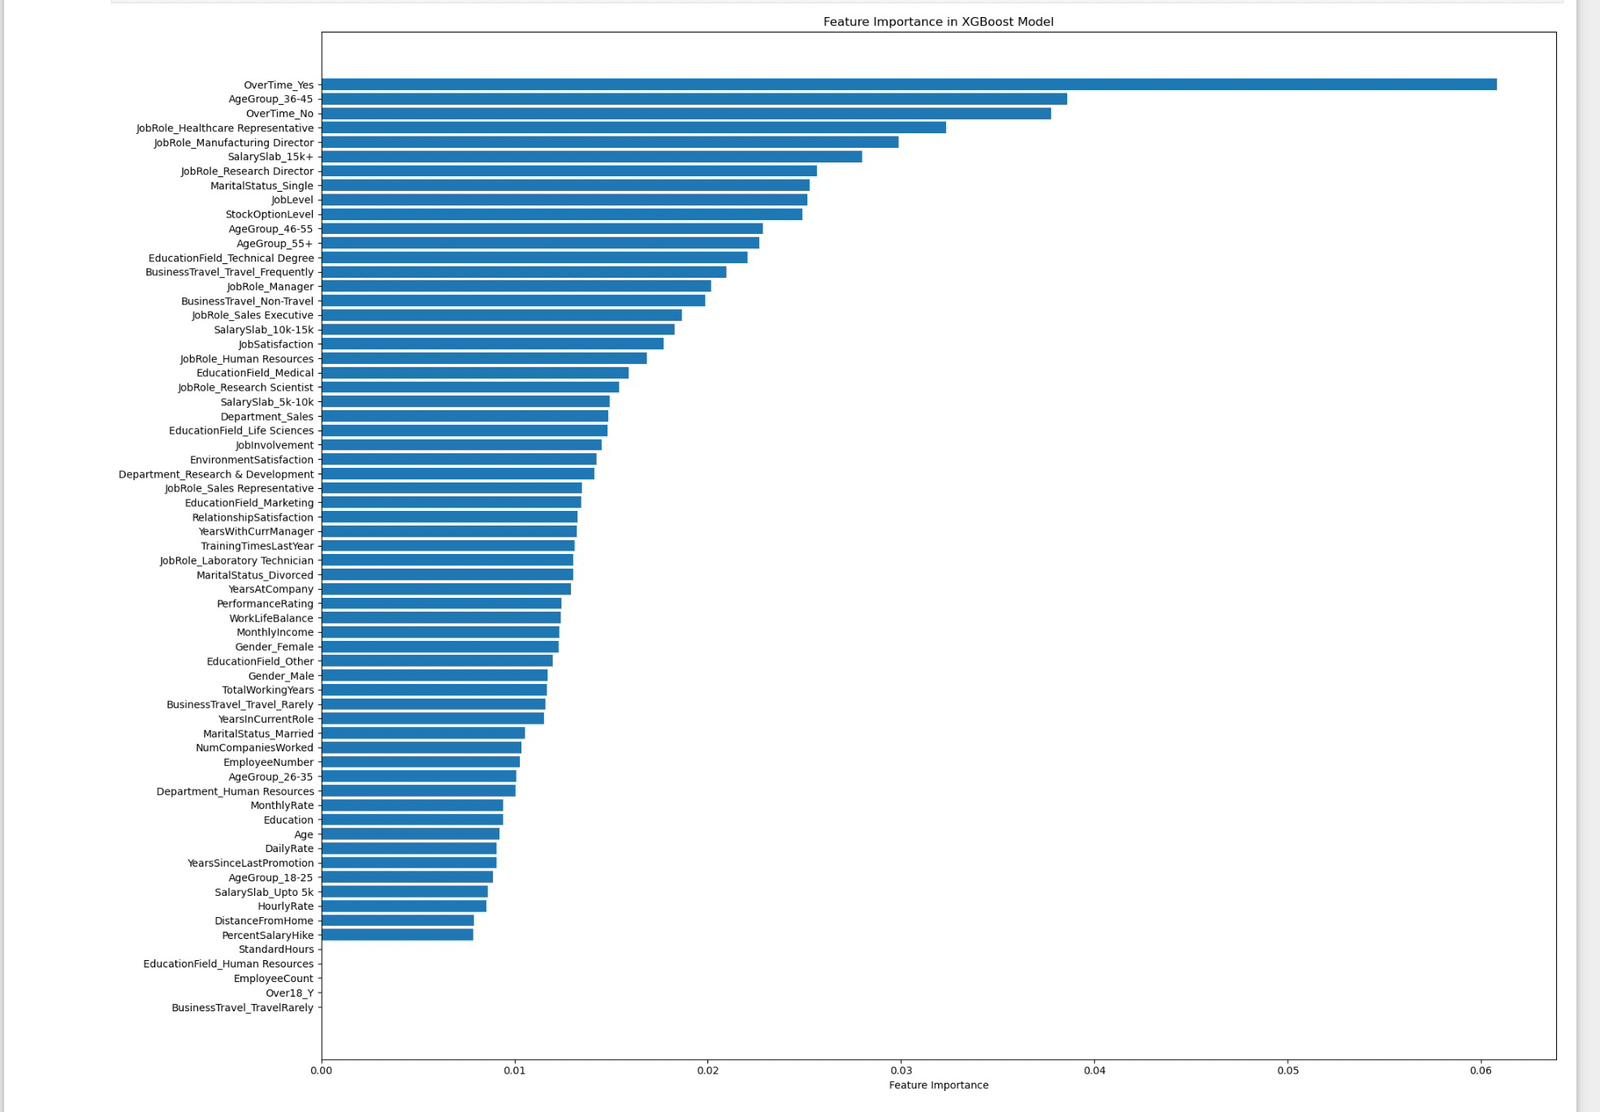 Feature Importance in XGBoost Model
OverTime_Yes
AgeGroup_36-45
OverTime_No
JobRole_Healthcare Representative
JobRole_Manufacturing Director
SalarySlab_15k+
JobRole_Research Director
MaritalStatus_Single
JobLevel
StockOptionLevel
AgeGroup_46-55
AgeGroup_55+
EducationField_Technical Degree
BusinessTravel_Travel_Frequently
JobRole_Manager
BusinessTravel_Non-Travel
JobRole_Sales Executive
SalarySlab_10k-15k
JobSatisfaction
JobRole_Human Resources
EducationField_Medical
JobRole_Research Scientist
SalarySlab_5k-10k
Department_Sales
EducationField_Life Sciences
JobInvolvement
EnvironmentSatisfaction
Department_Research & Development
JobRole_Sales Representative
EducationField_Marketing
RelationshipSatisfaction
YearsWithCurrManager
TrainingTimesLastYear
JobRole_Laboratory Technician
MaritalStatus_Divorced
YearsAtCompany
PerformanceRating
WorkLifeBalance
MonthlyIncome
Gender_Female
EducationField_Other
Gender_Male
TotalWorkingYears
BusinessTravel_Travel_Rarely
YearsInCurrentRole
MaritalStatus_Married
NumCompaniesWorked
EmployeeNumber
AgeGroup_26-35
Department_Human Resources
MonthlyRate
Education
Age
DailyRate
YearsSinceLastPromotion
AgeGroup_18-25
SalarySlab_Upto 5k
HourlyRate
DistanceFromHome
PercentSalaryHike
StandardHours
EducationField_Human Resources
EmployeeCount
Over18_Y
BusinessTravel_TravelRarely
0.00 0.01 0.02 0.03 0.04 0.05 0.06
Feature Importance